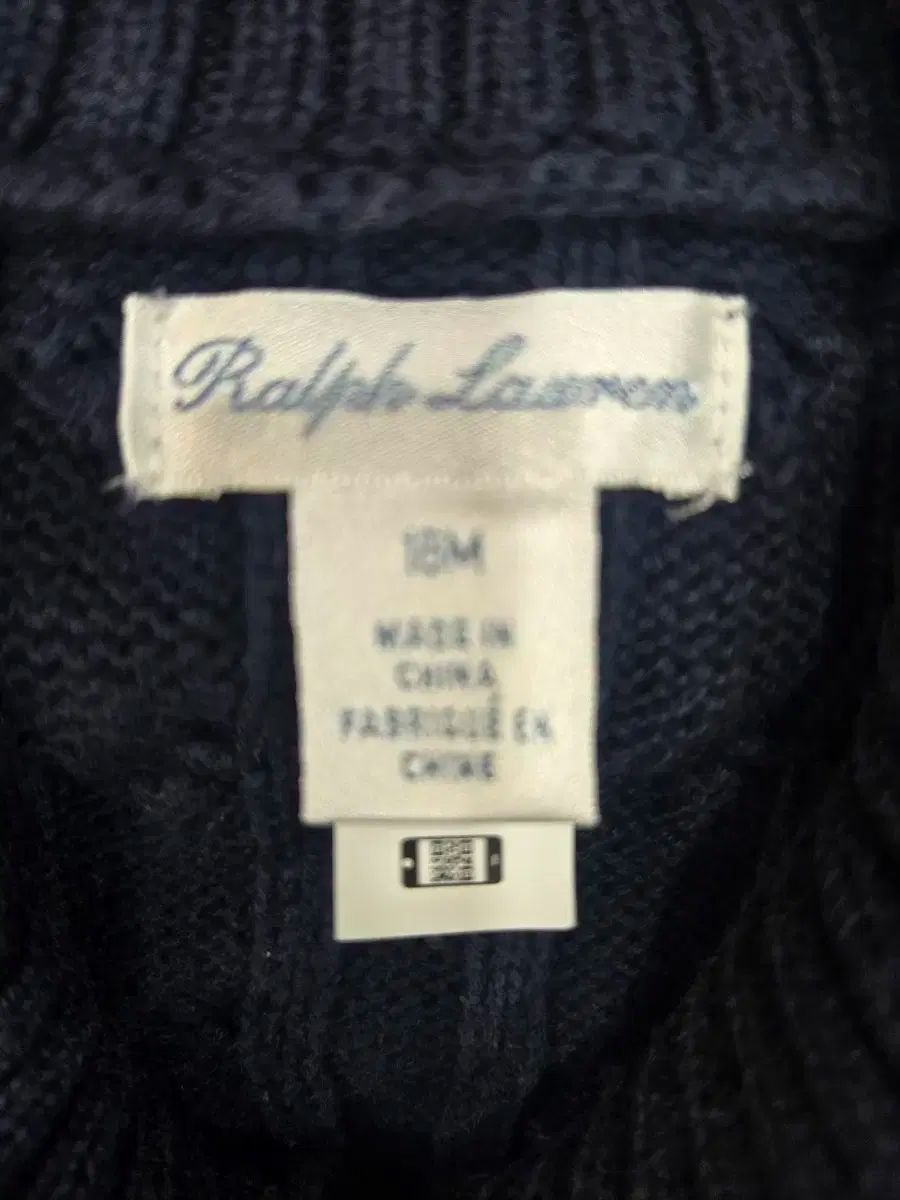 Ralph Lauren
18M
MADE IN
CHINA
FABRIQUÉ EN
CHINE